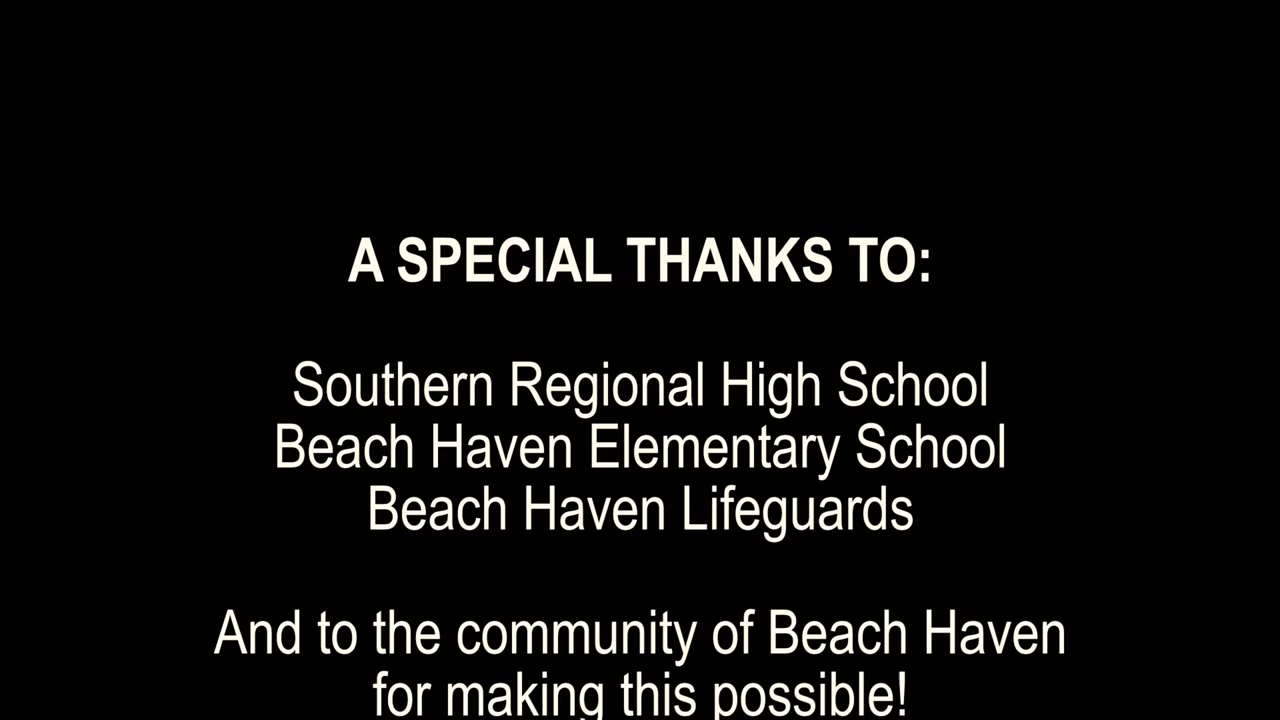 A SPECIAL THANKS TO:
Southern Regional High School
Beach Haven Elementary School
Beach Haven Lifeguards
And to the community of Beach Haven
for making this possible!